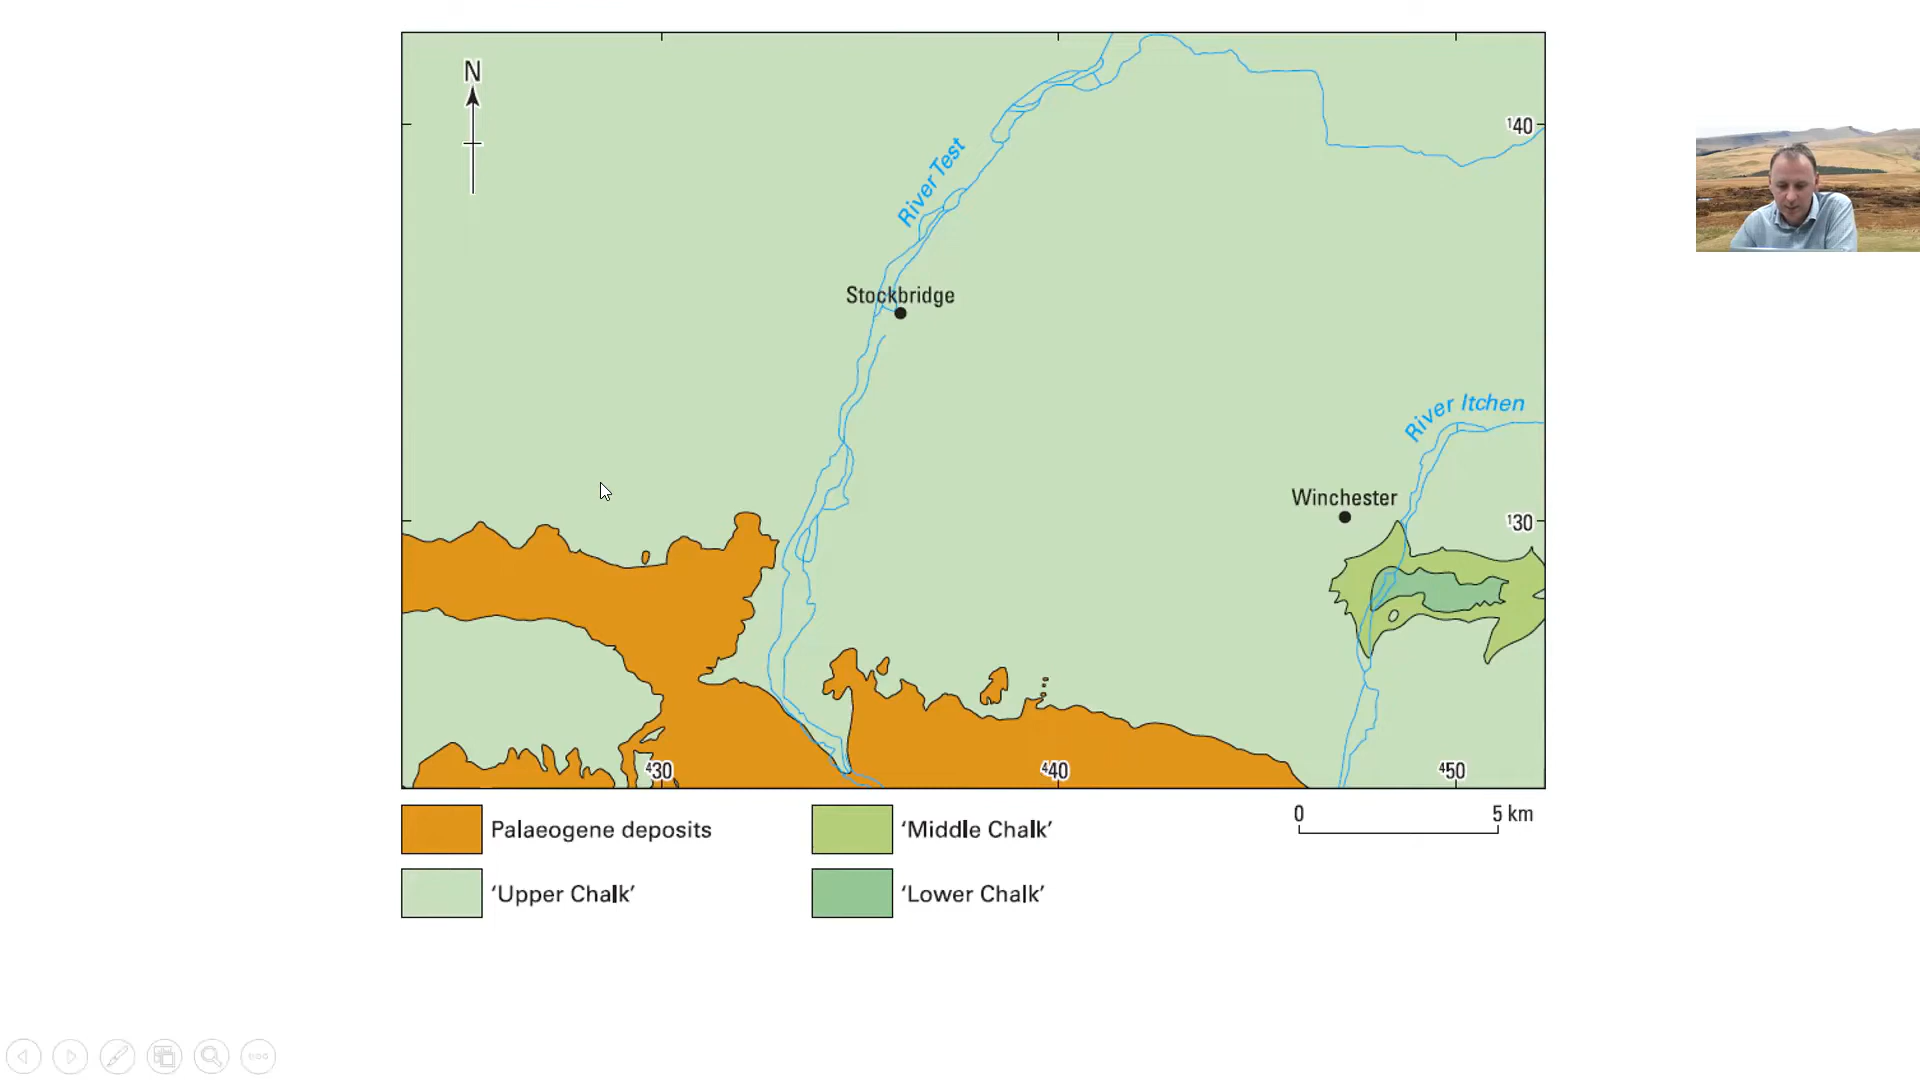 N
¹40
River Test
Stockbridge
River Itchen
Winchester
¹30
⁴30
⁴40
⁴50
Palaeogene deposits
'Middle Chalk'
0 5 km
'Upper Chalk'
'Lower Chalk'